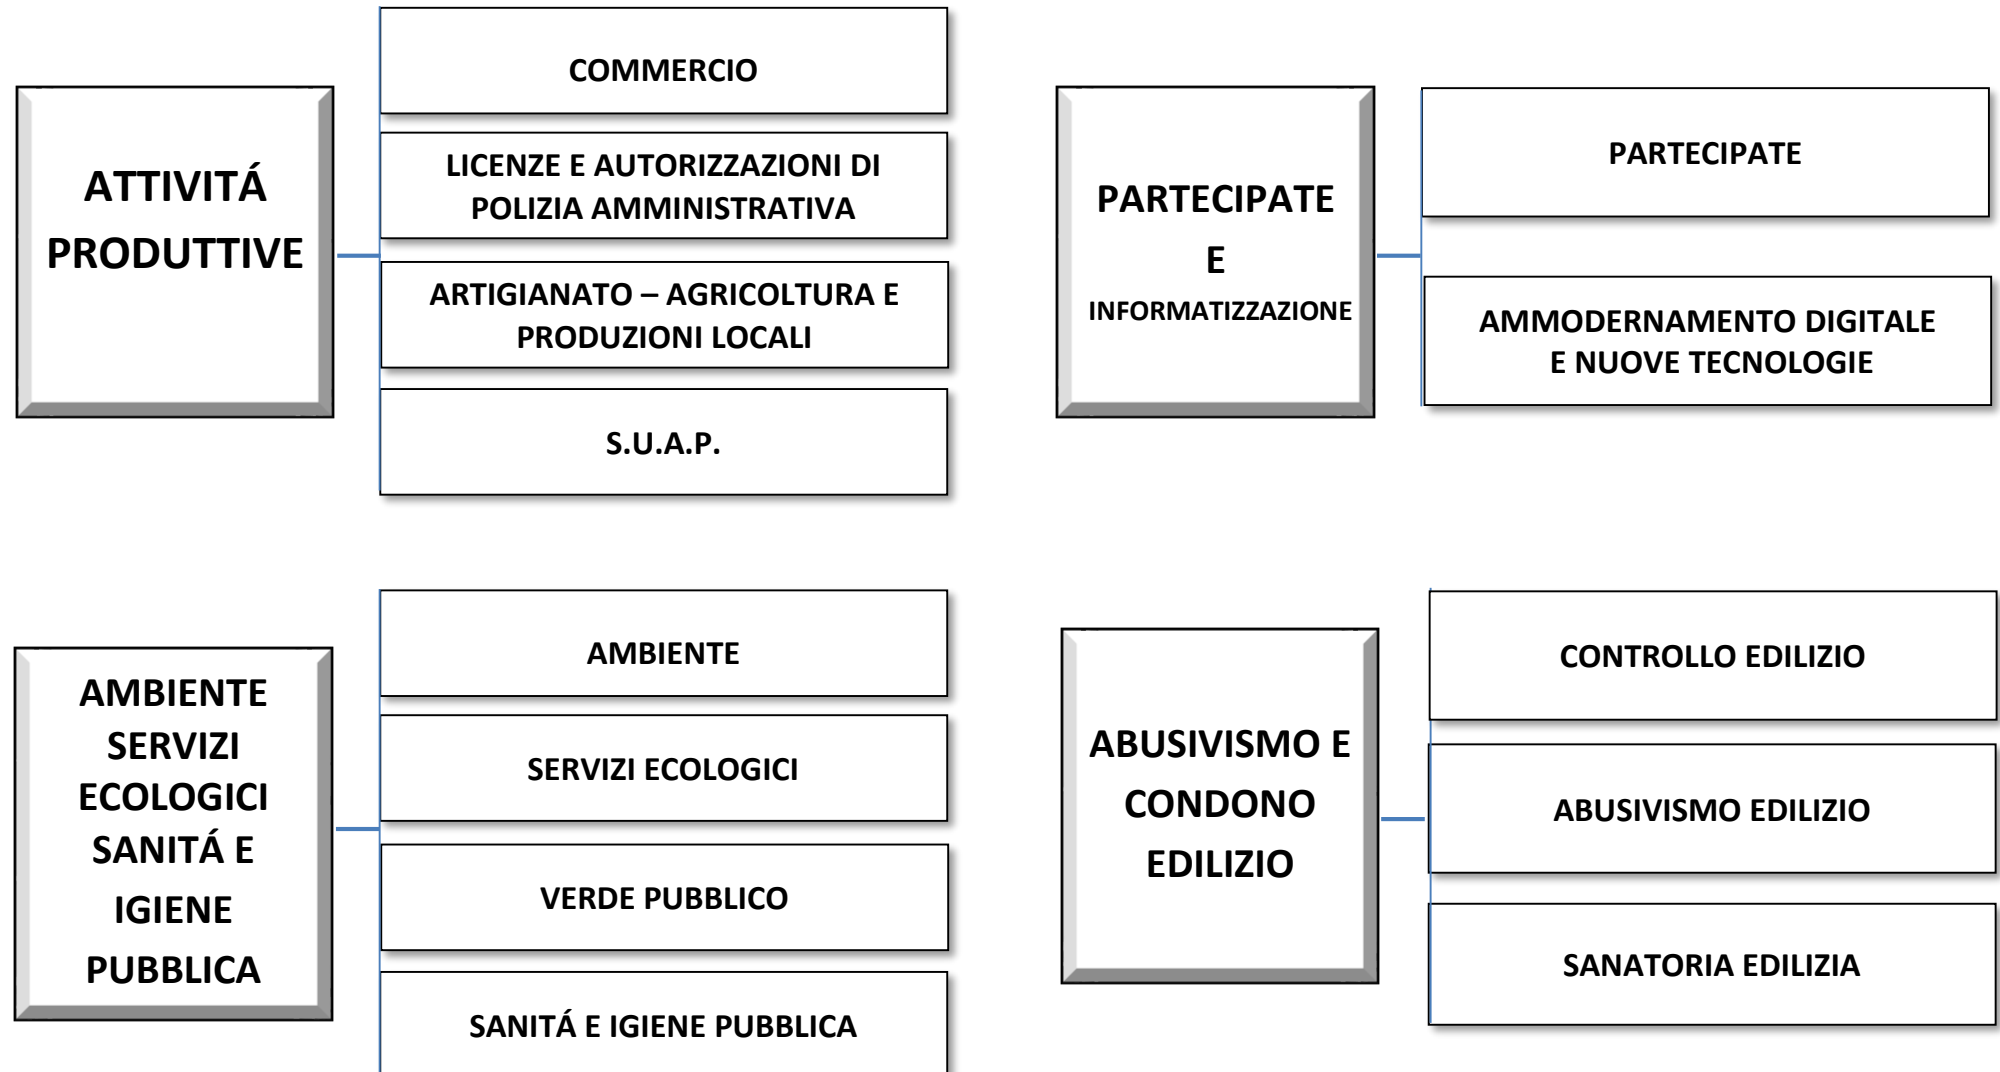 ATTIVITÁ
PRODUTTIVE
COMMERCIO
LICENZE E AUTORIZZAZIONI DI
POLIZIA AMMINISTRATIVA
ARTIGIANATO – AGRICOLTURA E
PRODUZIONI LOCALI
S.U.A.P.
PARTECIPATE
E
INFORMATIZZAZIONE
PARTECIPATE
AMMODERNAMENTO DIGITALE
E NUOVE TECNOLOGIE
AMBIENTE
SERVIZI
ECOLOGICI
SANITÁ E
IGIENE
PUBBLICA
AMBIENTE
SERVIZI ECOLOGICI
VERDE PUBBLICO
SANITÁ E IGIENE PUBBLICA
ABUSIVISMO E
CONDONO
EDILIZIO
CONTROLLO EDILIZIO
ABUSIVISMO EDILIZIO
SANATORIA EDILIZIA